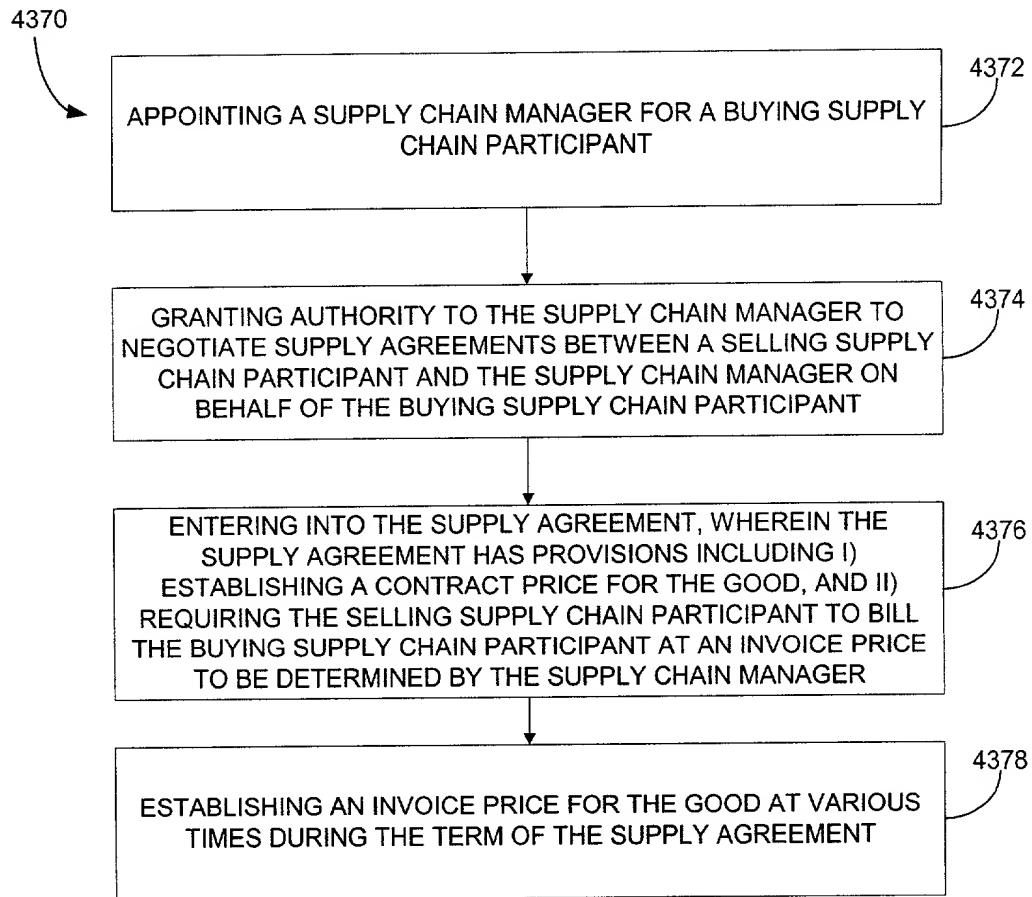 4370
4372
APPOINTING A SUPPLY CHAIN MANAGER FOR A BUYING SUPPLY
CHAIN PARTICIPANT
4374
GRANTING AUTHORITY TO THE SUPPLY CHAIN MANAGER TO
NEGOTIATE SUPPLY AGREEMENTS BETWEEN A SELLING SUPPLY
CHAIN PARTICIPANT AND THE SUPPLY CHAIN MANAGER ON
BEHALF OF THE BUYING SUPPLY CHAIN PARTICIPANT
4376
ENTERING INTO THE SUPPLY AGREEMENT, WHEREIN THE
SUPPLY AGREEMENT HAS PROVISIONS INCLUDING I)
ESTABLISHING A CONTRACT PRICE FOR THE GOOD, AND II)
REQUIRING THE SELLING SUPPLY CHAIN PARTICIPANT TO BILL
THE BUYING SUPPLY CHAIN PARTICIPANT AT AN INVOICE PRICE
TO BE DETERMINED BY THE SUPPLY CHAIN MANAGER
4378
ESTABLISHING AN INVOICE PRICE FOR THE GOOD AT VARIOUS
TIMES DURING THE TERM OF THE SUPPLY AGREEMENT